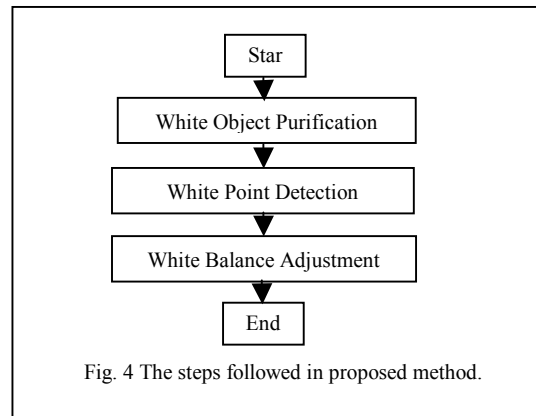 Star
White Object Purification
White Point Detection
White Balance Adjustment
End
Fig. 4 The steps followed in proposed method.